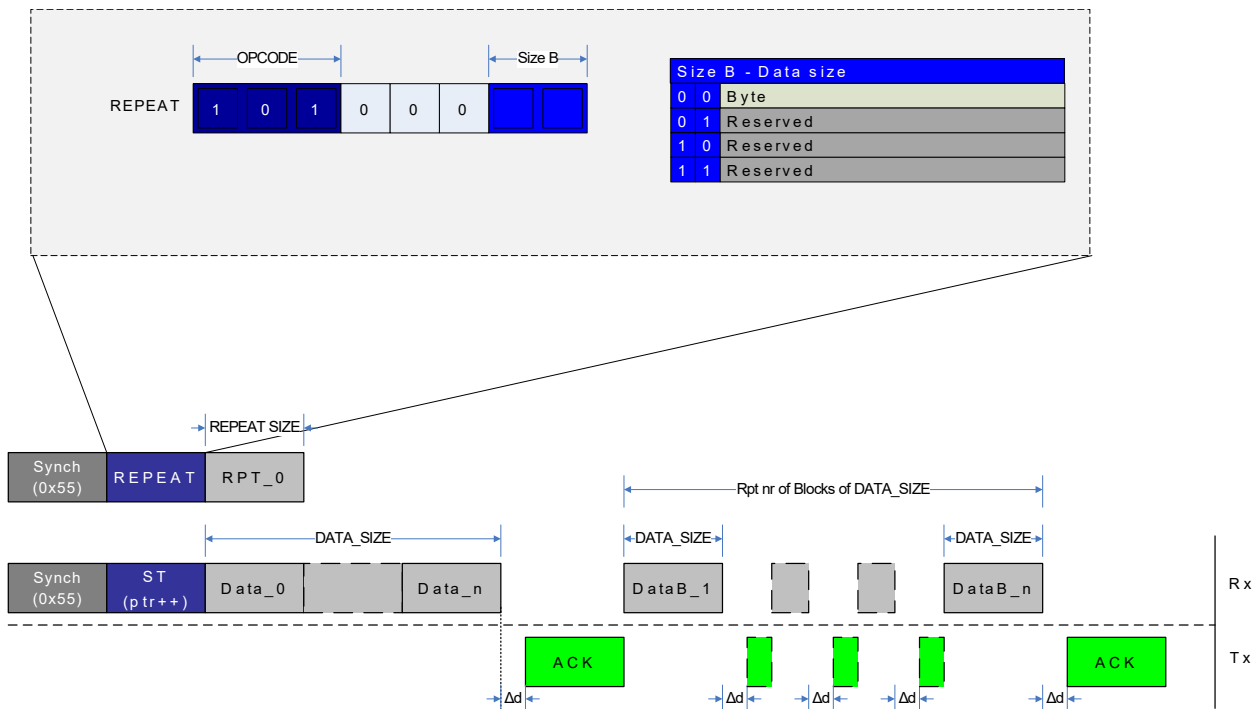 OPCODE
Size B
REPEAT
1 0 1 0 0 0
Size B - Data size
0 0 Byte
0 1 Reserved
1 0 Reserved
1 1 Reserved
REPEAT SIZE
Synch
(0x55)
REPEAT
RPT_0
Rpt nr of Blocks of DATA_SIZE
DATA_SIZE
DATA_SIZE
DATA_SIZE
Synch
(0x55)
ST
(ptr++)
Data_0
Data_n
DataB_1
DataB_n
Rx
ACK
ACK
Tx
Δd
Δd
Δd
Δd
Δd